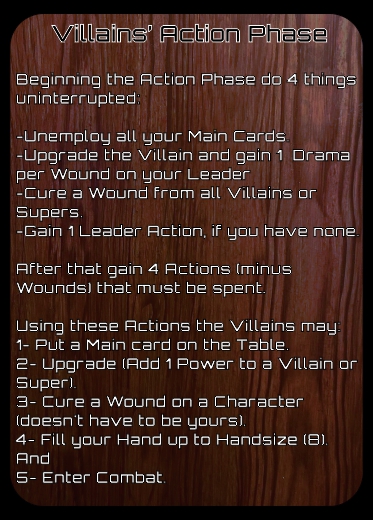 Villains' Action Phase
Beginning the Action Phase do 4 things
uninterrupted:
-Unemploy all your Main Cards
-Upgrade the Villain and gain 1 Drama
per Wound on your Leader
-Cure a Wound from all Villains or
Supers.
-Gain 1 Leader Action, if you have none.
After that gain 4 Actions (minus
Wounds) that must be spent.
Using these Actions the Villains may:
1- Put a Main card on the Table.
2- Upgrade (Add 1 Power to a Villain or
Super).
3- Cure a Wound on a Character
(doesn't have to be yours).
4- Fill your Hand up to Handsize (8).
And
5- Enter Combat.